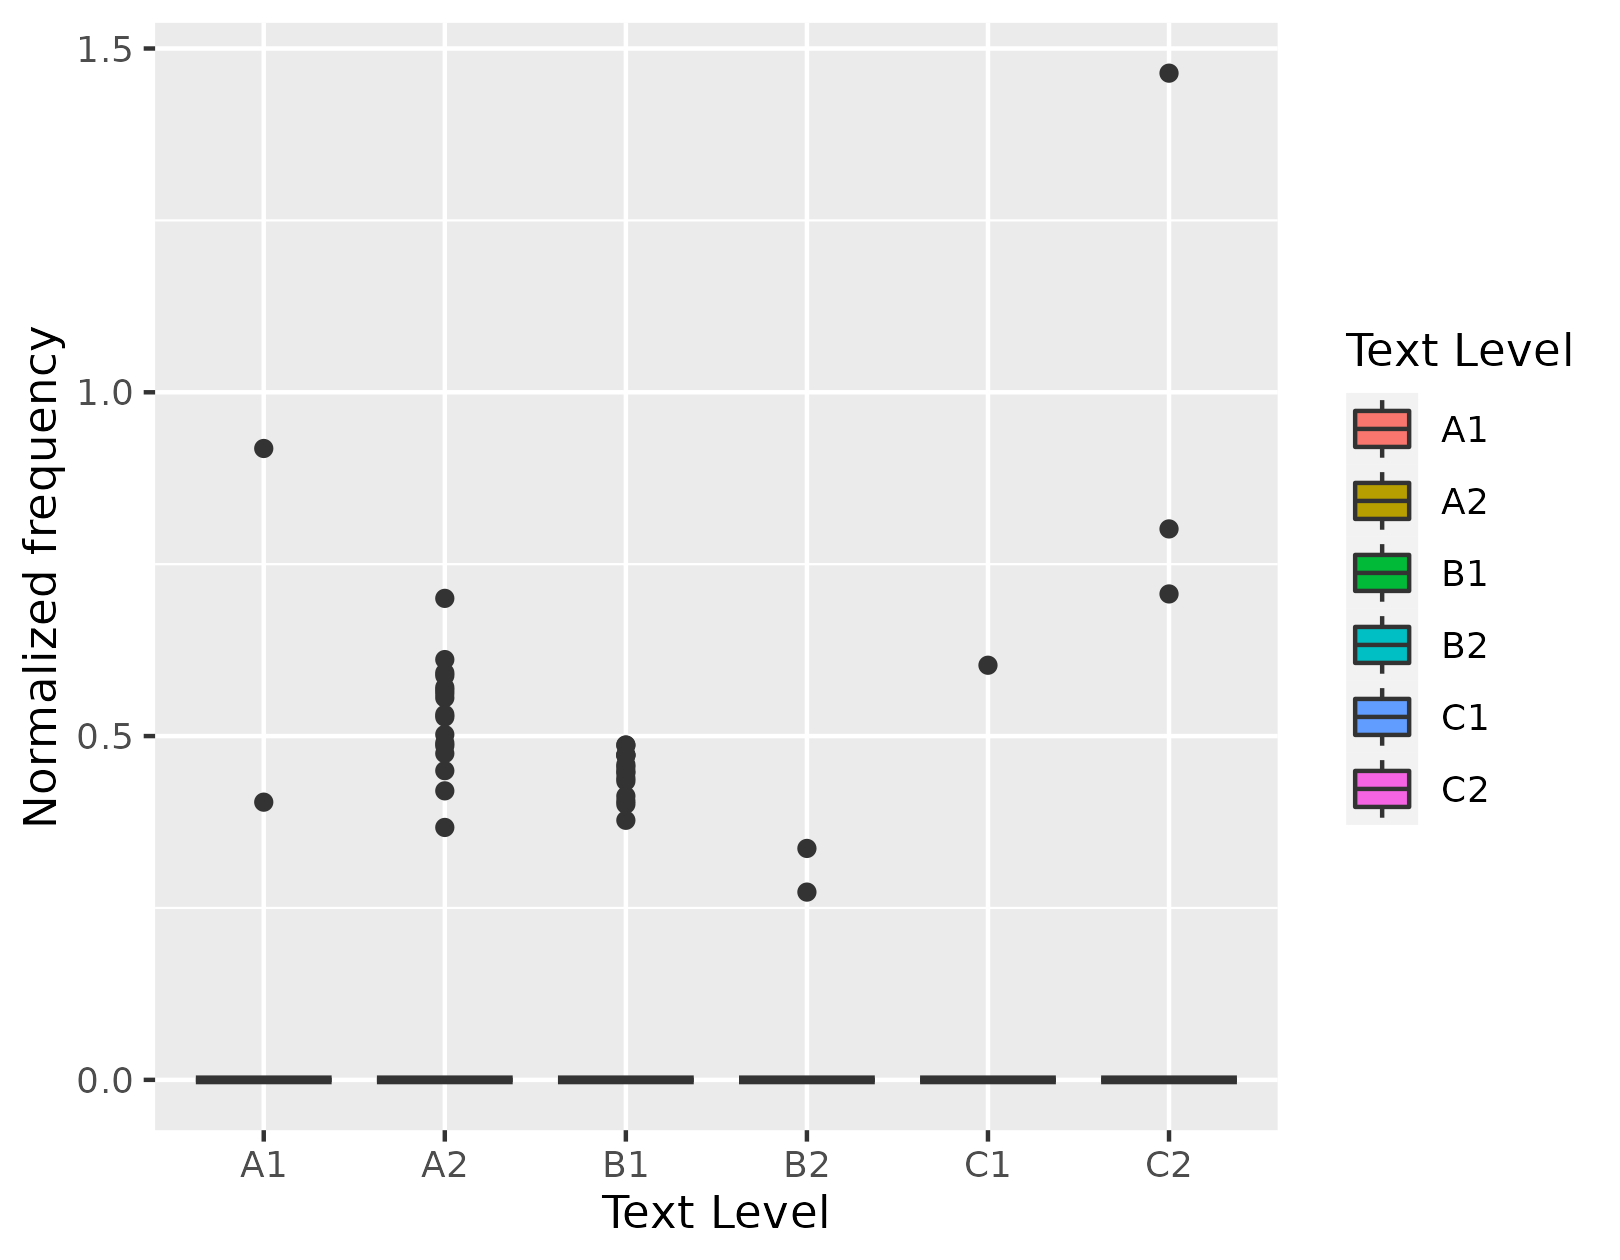 1.5
1.0
0.5
0.0
Normalized frequency
A1 A2 B1 B2 C1 C2
Text Level
Text Level
A1
A2
B1
B2
C1
C2